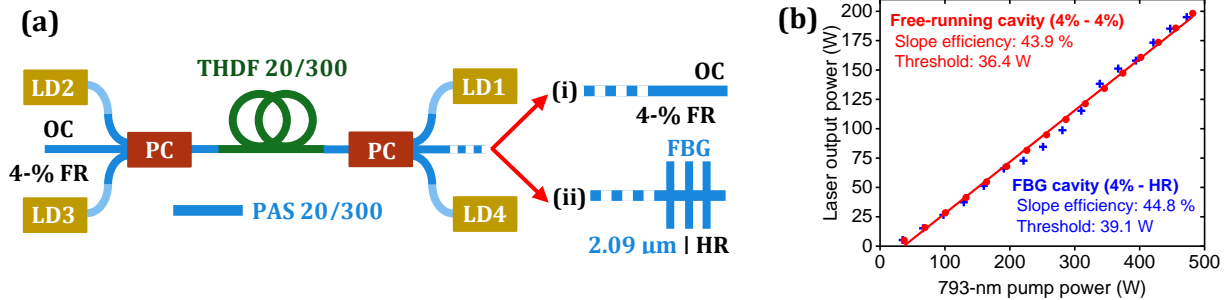 (a)
THDF 20/300
LD2
LD1
OC
PC
PC
4-% FR
LD3
LD4
PAS 20/300
(i)
OC
4-% FR
FBG
(ii)
2.09 µm | HR
(b)
Laser output power (W)
200
175
150
125
100
75
50
25
0
Free-running cavity (4% - 4%)
Slope efficiency: 43.9 %
Threshold: 36.4 W
FBG cavity (4% - HR)
Slope efficiency: 44.8 %
Threshold: 39.1 W
0 100 200 300 400 500
793-nm pump power (W)